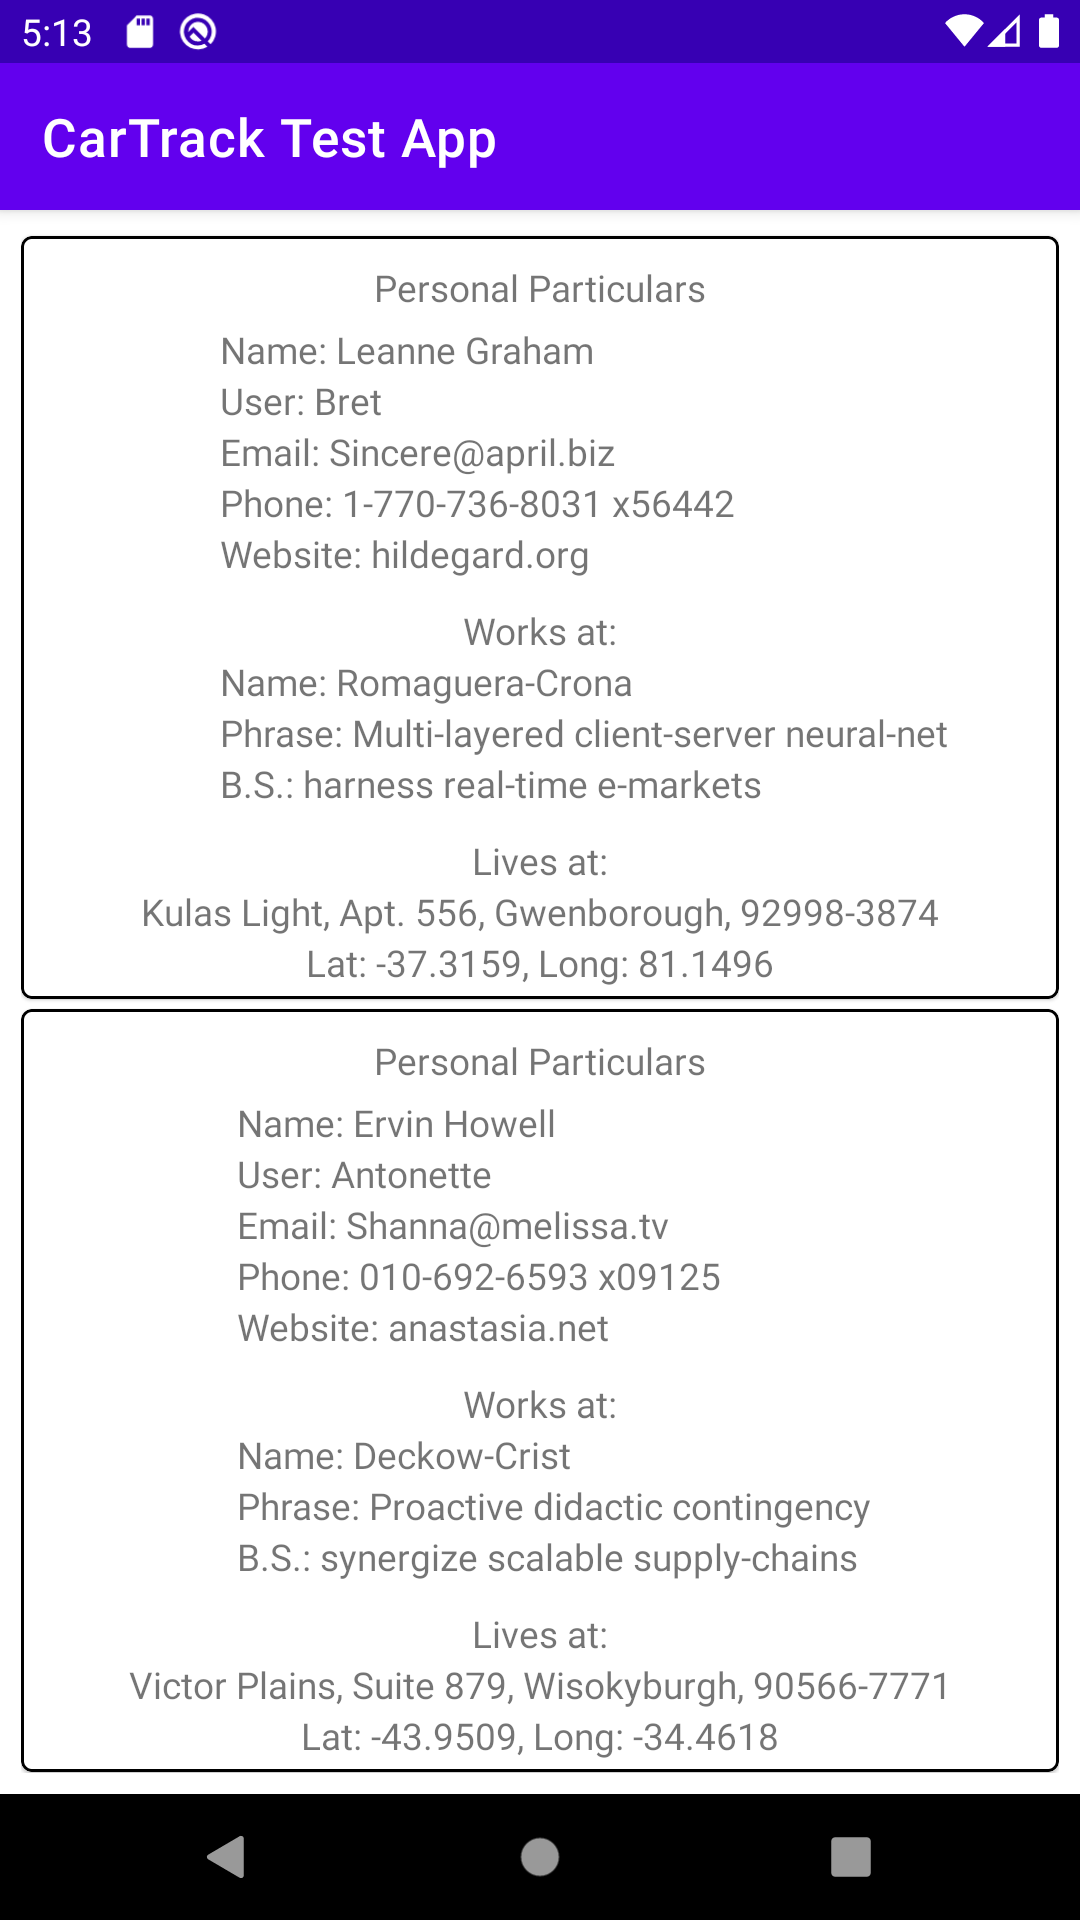 5:13
CarTrack Test App
Personal Particulars
Name: Leanne Graham
User: Bret
Email: Sincere@april.biz
Phone: 1-770-736-8031 x56442
Website: hildegard.org
Works at:
Name: Romaguera-Crona
Phrase: Multi-layered client-server neural-net
B.S.: harness real-time e-markets
Lives at:
Kulas Light, Apt. 556, Gwenborough, 92998-3874
Lat: -37.3159, Long: 81.1496
Personal Particulars
Name: Ervin Howell
User: Antonette
Email: Shanna@melissa.tv
Phone: 010-692-6593 x09125
Website: anastasia.net
Works at:
Name: Deckow-Crist
Phrase: Proactive didactic contingency
B.S.: synergize scalable supply-chains
Lives at:
Victor Plains, Suite 879, Wisokyburgh, 90566-7771
Lat: -43.9509, Long: -34.4618